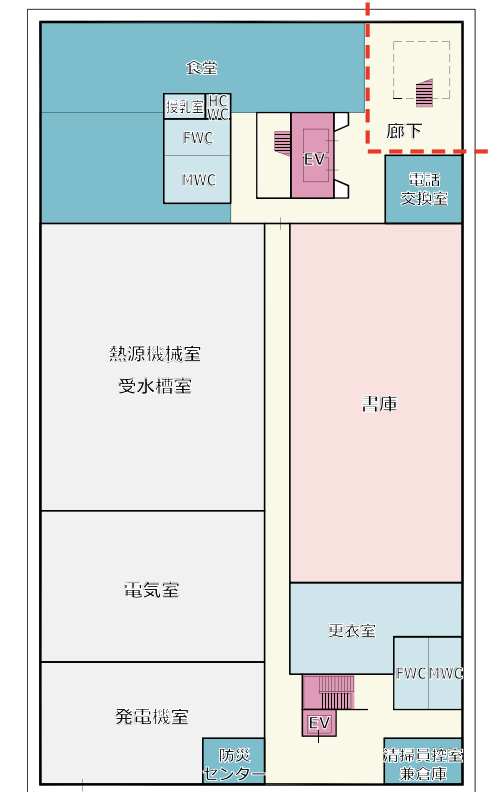 食堂
授乳室
HC
WC
FWC
MWC
EV
廊下
電話
交換室
熱源機械室
受水槽室
書庫
電気室
更衣室
FWC
MWC
発電機室
EV
防災
センター
清掃員控室
兼倉庫